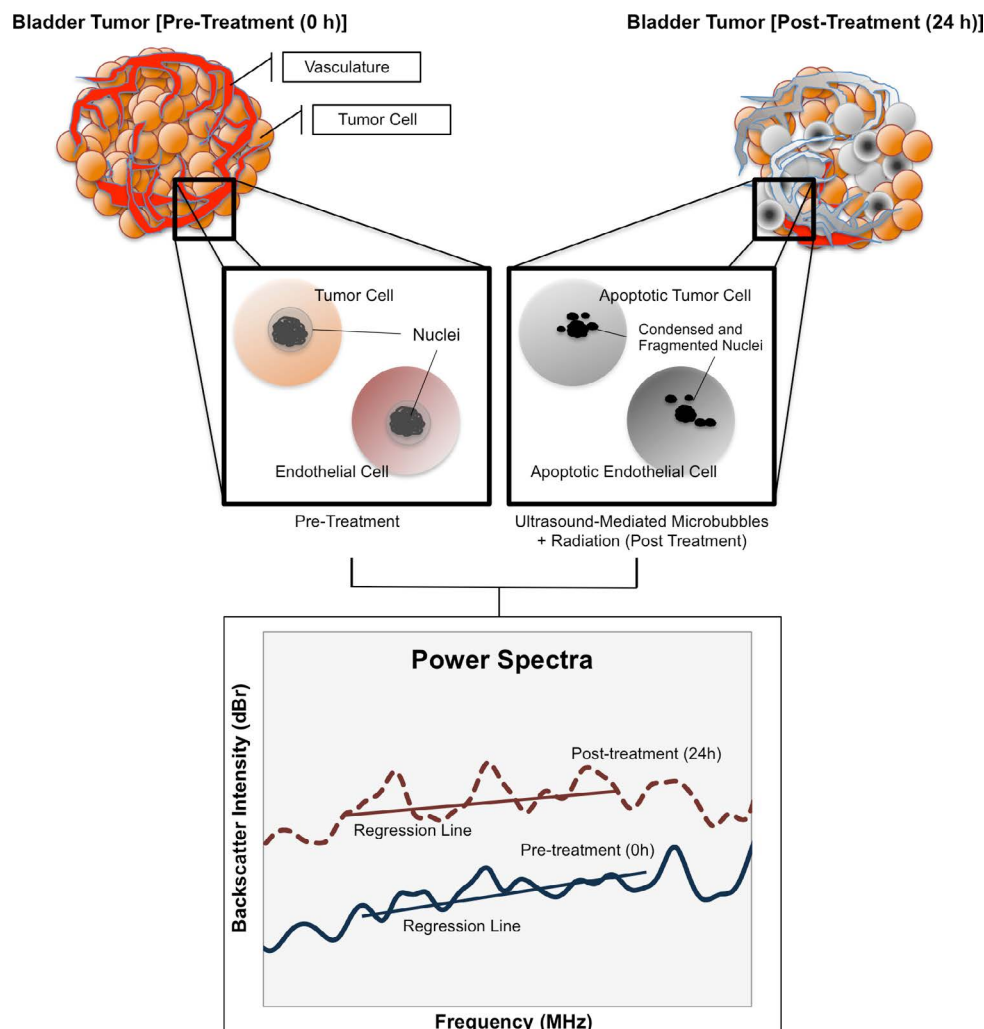 Bladder Tumor [Pre-Treatment (0 h)]
Bladder Tumor [Post-Treatment (24 h)]
Vasculature
Tumor Cell
Tumor Cell
Nuclei
Endothelial Cell
Apoptotic Tumor Cell
Condensed and
Fragmented Nuclei
Apoptotic Endothelial Cell
Pre-Treatment
Ultrasound-Mediated Microbubbles
+ Radiation (Post Treatment)
Power Spectra
Backscatter Intensity (dBr)
Post-treatment (24h)
Regression Line
Pre-treatment (0h)
Regression Line
Frequency (MHz)